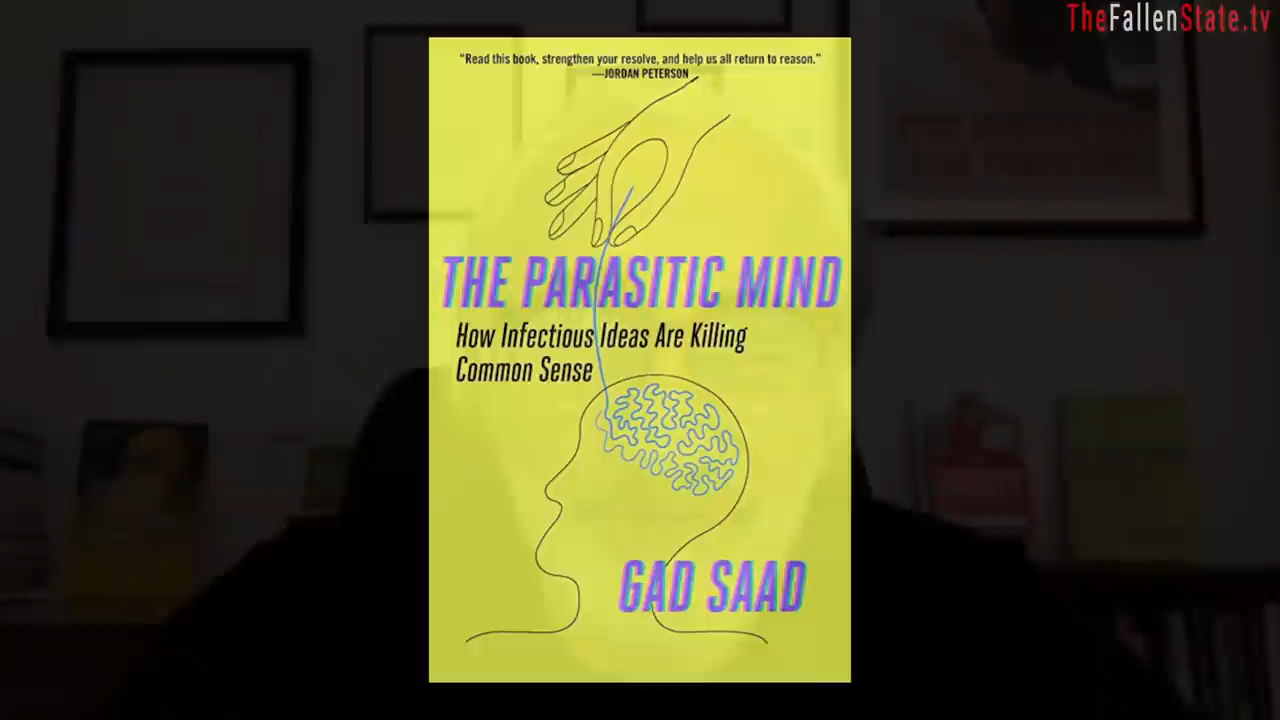 TheFallenState.tv
"Read this book, strengthen your resolve, and help us all return to reason."
—JORDAN PETERSON
THE PARASITIC MIND
How Infectious Ideas Are Killing
Common Sense
GAD SAAD